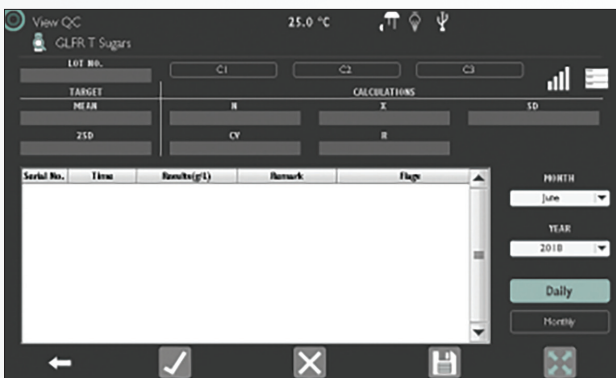 View QC
25.0 °C
GLFR T Sugars
LOT NO.
C1
C2
C3
TARGET
CALCULATIONS
MEAN
N
X
SD
2SD
CV
R
Serial No. Time Results(g/L) Remark Flags
MONTH
June
YEAR
2018
Daily
Monthly